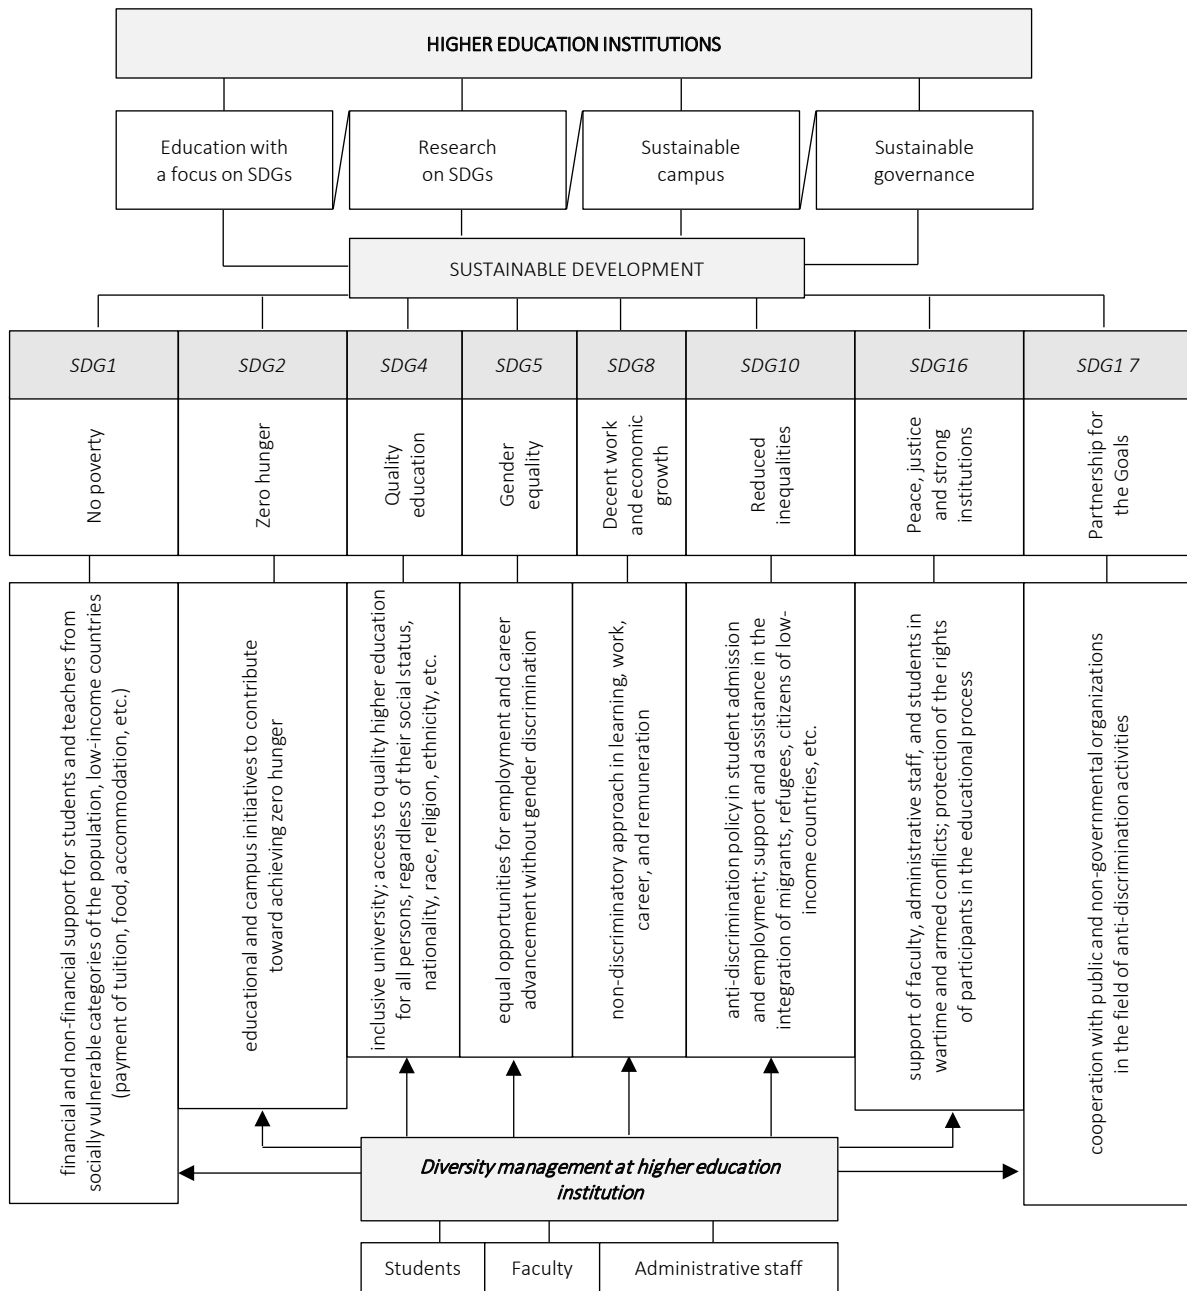 HIGHER EDUCATION INSTITUTIONS
Education with
a focus on SDGs
Research
on SDGs
Sustainable
campus
Sustainable
governance
SUSTAINABLE DEVELOPMENT
SDG1
SDG2
SDG4
SDG5
SDG8
SDG10
SDG16
SDG1 7
No poverty
Zero hunger
Quality
education
Gender
equality
Decent work
and economic
growth
Reduced
inequalities
Peace, justice
and strong
institutions
Partnership for
the Goals
financial and non-financial support for students and teachers from
socially vulnerable categories of the population, low-income countries
(payment of tuition, food, accommodation, etc.)
educational and campus initiatives to contribute
toward achieving zero hunger
inclusive university; access to quality higher education
for all persons, regardless of their social status,
nationality, race, religion, ethnicity, etc.
equal opportunities for employment and career
advancement without gender discrimination
non-discriminatory approach in learning, work,
career, and remuneration
anti-discrimination policy in student admission
and employment; support and assistance in the
integration of migrants, refugees, citizens of low-
income countries, etc.
support of faculty, administrative staff, and students in
wartime and armed conflicts; protection of the rights
of participants in the educational process
cooperation with public and non-governmental organizations
in the field of anti-discrimination activities
Diversity management at higher education
institution
Students
Faculty
Administrative staff